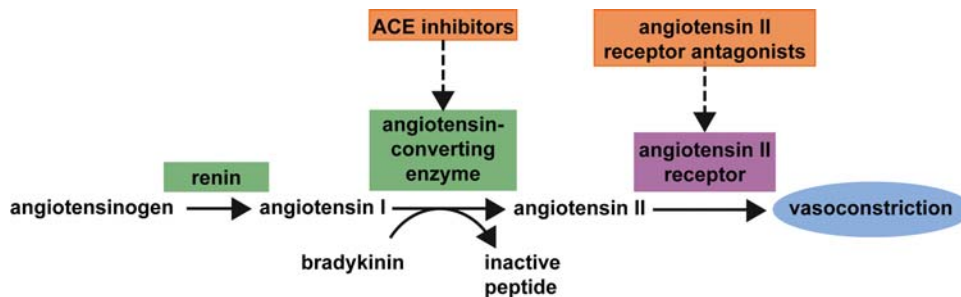 ACE inhibitors
angiotensin II
receptor antagonists
angiotensin-
converting
enzyme
angiotensin II
receptor
renin
angiotensinogen
angiotensin I
angiotensin II
vasoconstriction
bradykinin
inactive
peptide